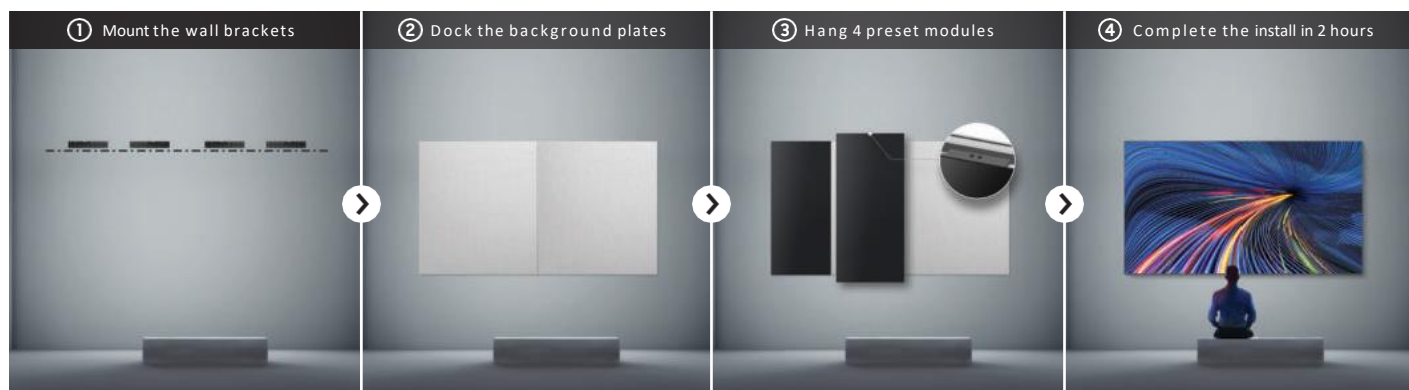 ① Mount the wall brackets
② Dock the background plates
③ Hang 4 preset modules
④ Complete the install in 2 hours